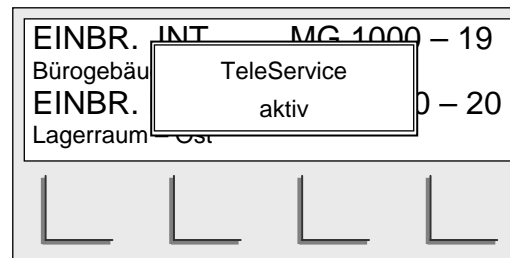 EINBR. INT MG 1000 – 19
Bürogebäu
TeleService
EINBR. 0 – 20
aktiv
Lagerraum – Ost